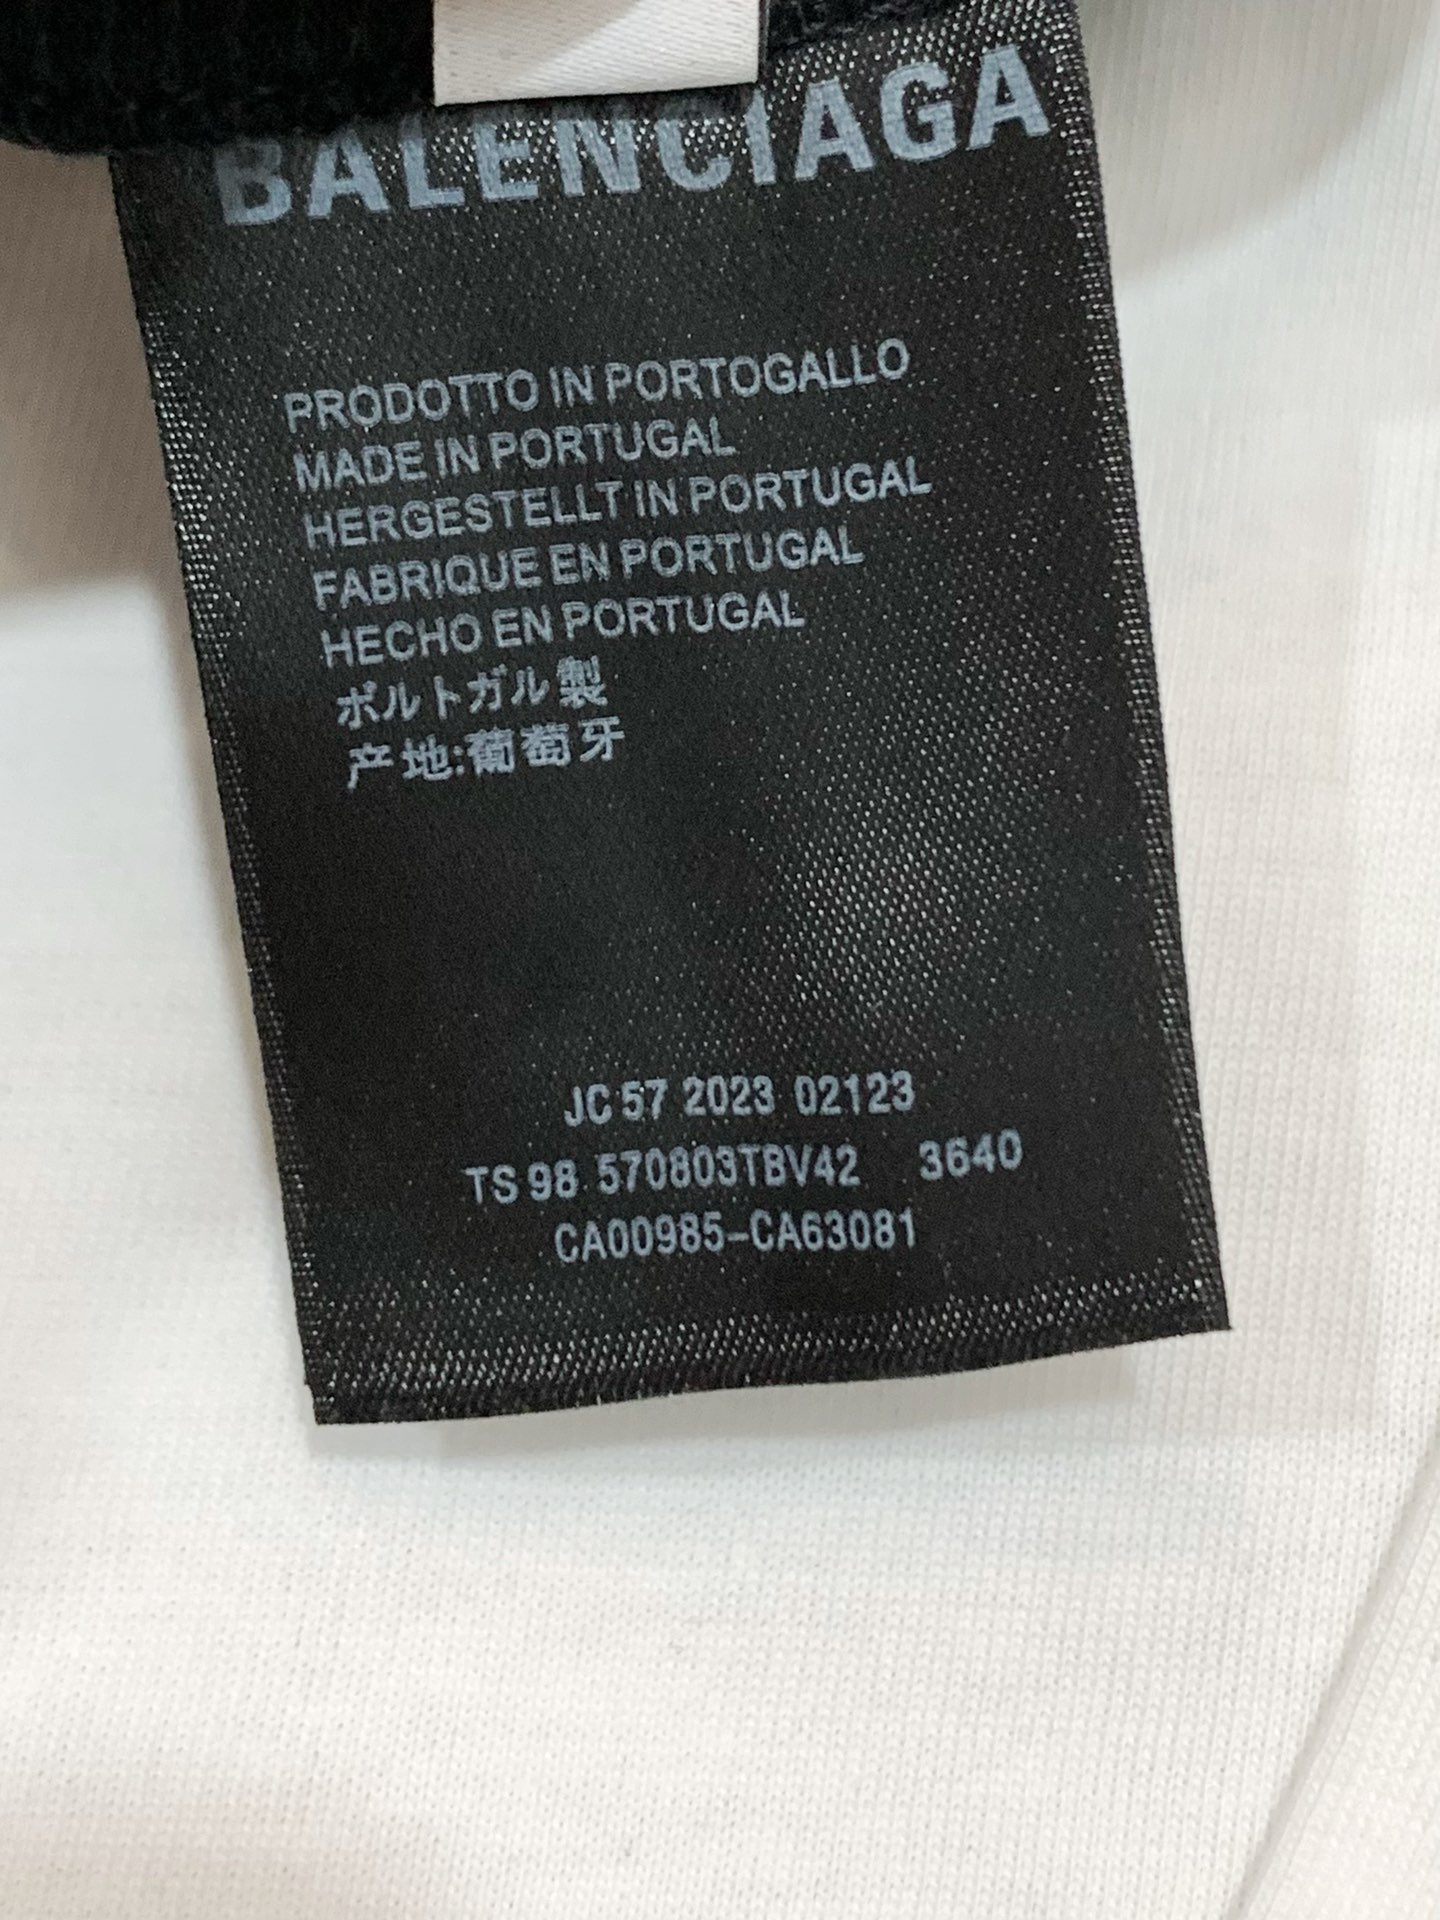 BALENCIAGA
PRODOTTO IN PORTOGALLO
MADE IN PORTUGAL
HERGESTELLT IN PORTUGAL
FABRIQUE EN PORTUGAL
HECHO EN PORTUGAL
ポルトガル製
产地:葡萄牙
JC 57 2023 02123
TS 98 570803TBV42 3640
CA00985-CA63081